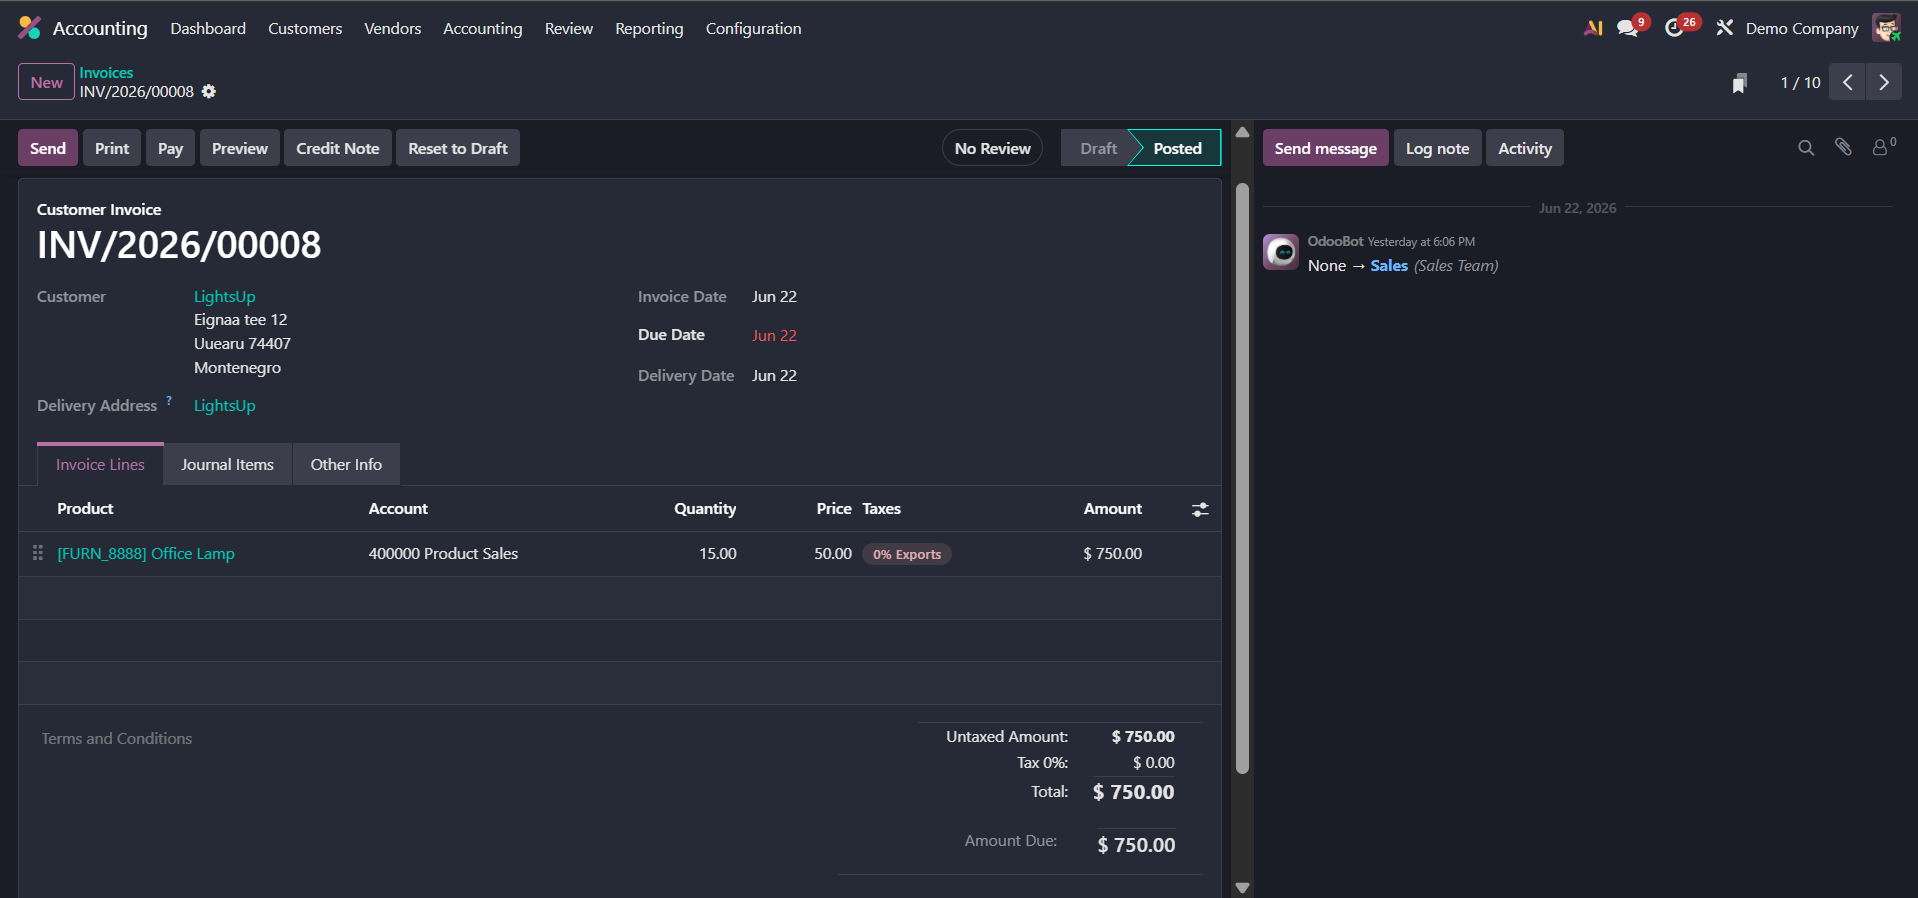 Accounting Dashboard Customers Vendors Accounting Review Reporting Configuration
AI 9 26 Demo Company
New Invoices
INV/2026/00008
1 / 10
Send Print Pay Preview Credit Note Reset to Draft No Review Draft Posted
Send message Log note Activity 0
Customer Invoice
INV/2026/00008
Customer LightsUp
Eignaa tee 12
Uuearu 74407
Montenegro
Delivery Address ? LightsUp
Invoice Date Jun 22
Due Date Jun 22
Delivery Date Jun 22
Invoice Lines Journal Items Other Info
Product Account Quantity Price Taxes Amount
[FURN_8888] Office Lamp 400000 Product Sales 15.00 50.00 0% Exports $ 750.00
Terms and Conditions
Untaxed Amount: $ 750.00
Tax 0%: $ 0.00
Total: $ 750.00
Amount Due: $ 750.00
Jun 22, 2026
OdooBot Yesterday at 6:06 PM
None → Sales (Sales Team)